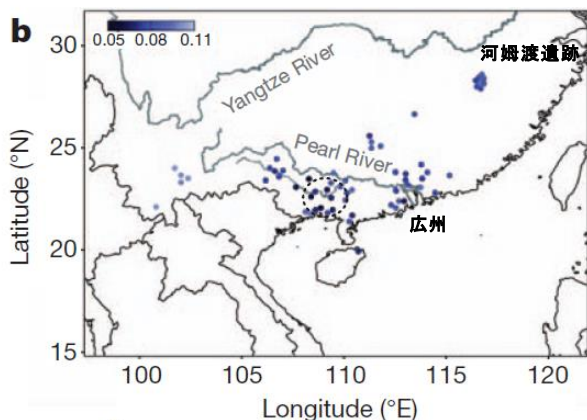 b
0.05 0.08 0.11
河姆渡遺跡
Yangtze River
Pearl River
広州
30
25
20
15
Latitude (°N)
100 105 110 115 120
Longitude (°E)